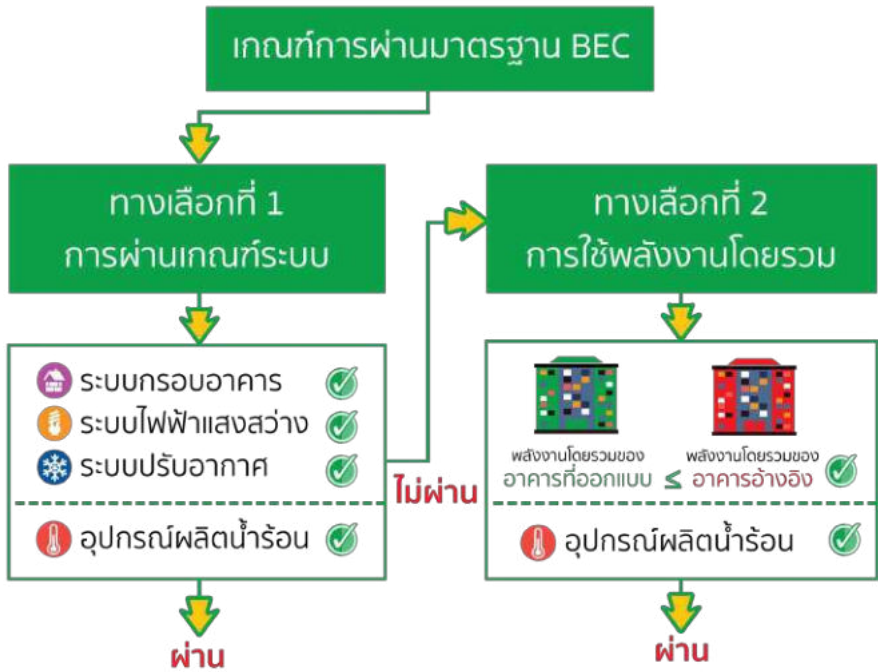 เกณฑ์การผ่านมาตรฐาน BEC
ทางเลือกที่ 1
การผ่านเกณฑ์ระบบ
ระบบกรอบอาคาร
ระบบไฟฟ้าแสงสว่าง
ระบบปรับอากาศ
อุปกรณ์ผลิตน้ำร้อน
ผ่าน
ไม่ผ่าน
ทางเลือกที่ 2
การใช้พลังงานโดยรวม
พลังงานโดยรวมของ
อาคารที่ออกแบบ
≤
พลังงานโดยรวมของ
อาคารอ้างอิง
อุปกรณ์ผลิตน้ำร้อน
ผ่าน